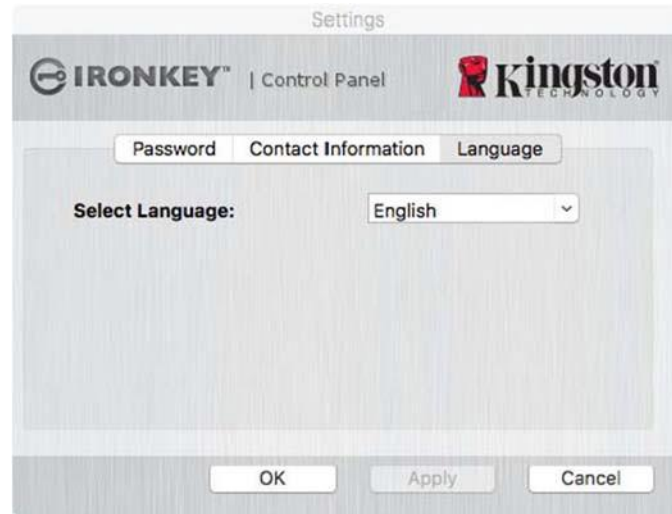 Settings
IRONKEY™ | Control Panel
Kingston
TECHNOLOGY
Password Contact Information Language
Select Language: English
OK Apply Cancel